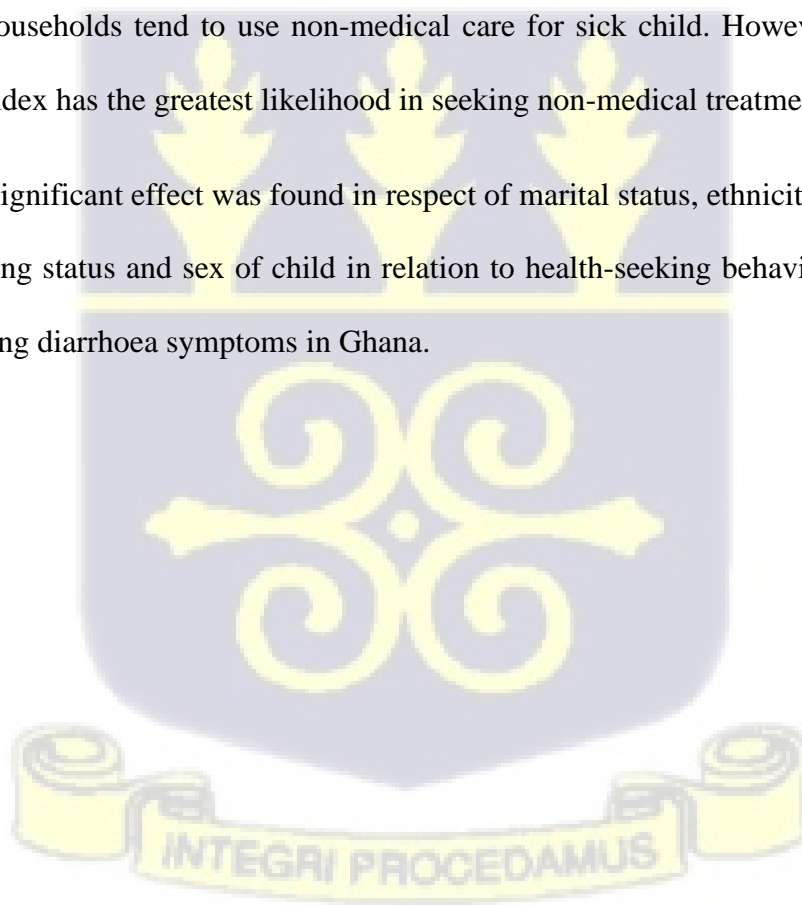 ouseholds tend to use non-medical care for sick child. Howev
ndex has the greatest likelihood in seeking non-medical treatme
ignificant effect was found in respect of marital status, ethnicit
ng status and sex of child in relation to health-seeking behavi
ng diarrhoea symptoms in Ghana.
INTEGRI PROCEDAMUS